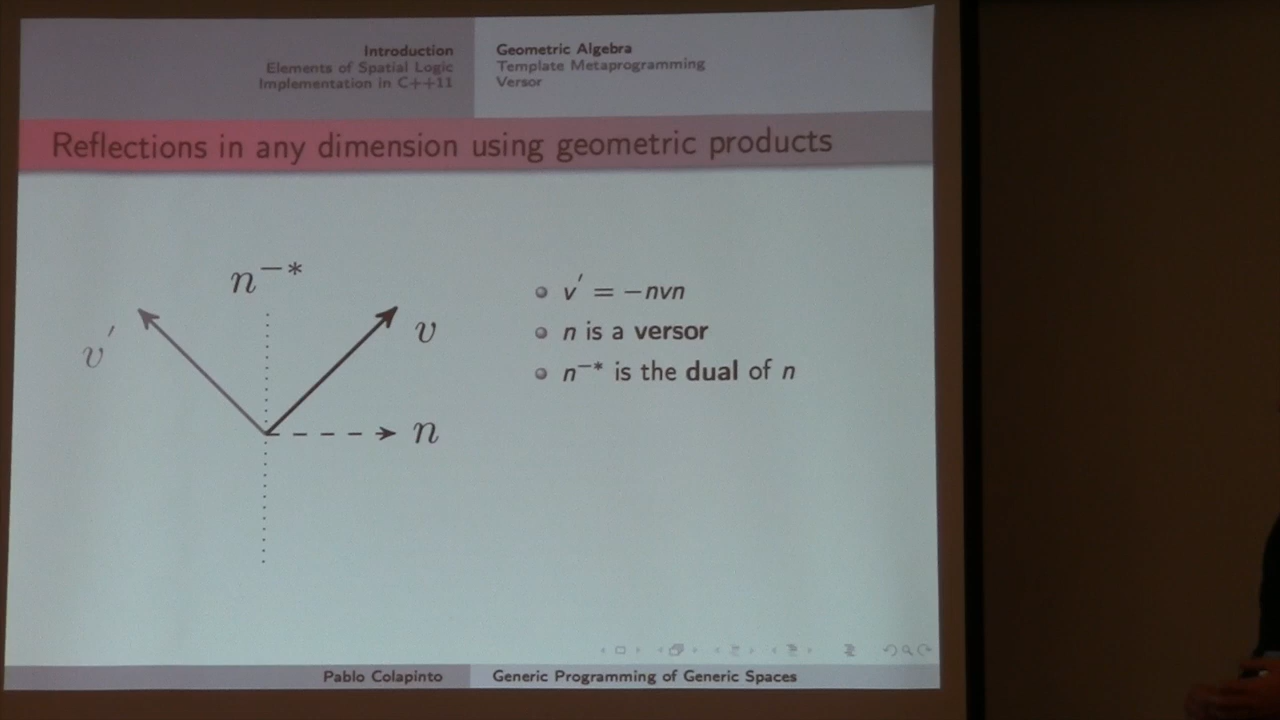 Introduction
Elements of Spatial Logic
Implementation in C++11
Geometric Algebra
Template Metaprogramming
Versor
Reflections in any dimension using geometric products
n⁻*
v′
v
n
v′ = −nvn
n is a versor
n⁻* is the dual of n
Pablo Colapinto
Generic Programming of Generic Spaces